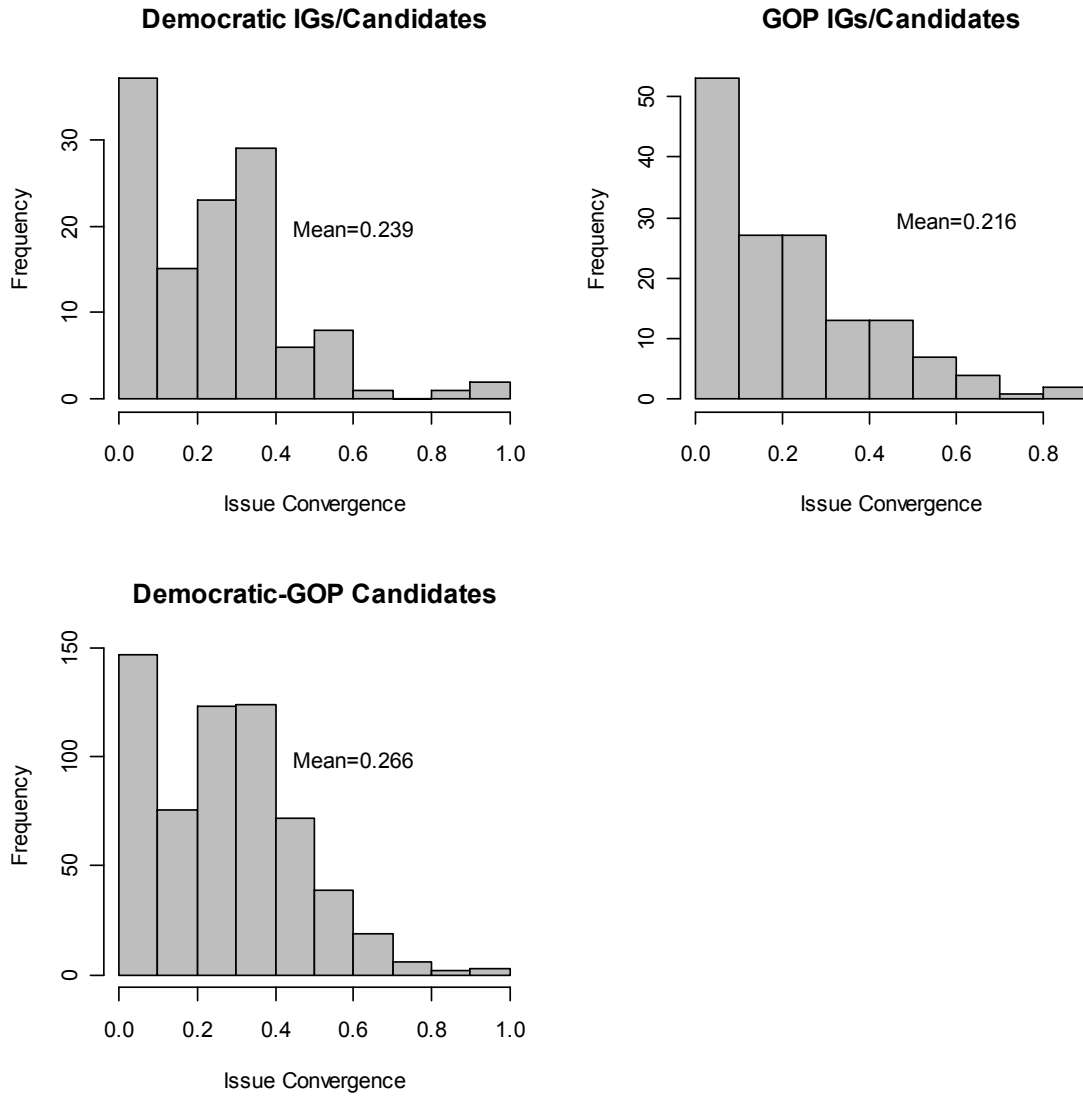 Democratic IGs/Candidates
Frequency
30
20
10
0
Mean=0.239
0.0 0.2 0.4 0.6 0.8 1.0
Issue Convergence
GOP IGs/Candidates
Frequency
50
40
30
20
10
0
Mean=0.216
0.0 0.2 0.4 0.6 0.8
Issue Convergence
Democratic-GOP Candidates
Frequency
150
100
50
0
Mean=0.266
0.0 0.2 0.4 0.6 0.8 1.0
Issue Convergence